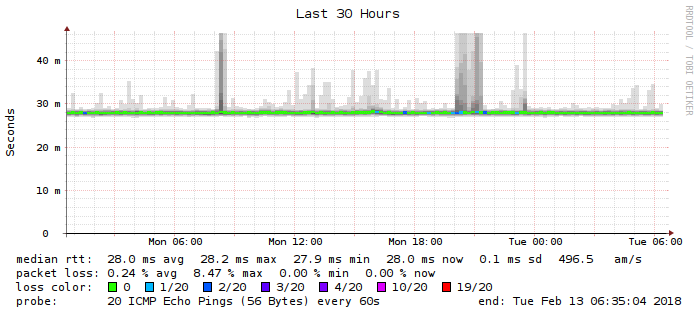 Last 30 Hours
RRDTOOL / TOBI OETIKER
Seconds
40 m
30 m
20 m
10 m
0
Mon 06:00 Mon 12:00 Mon 18:00 Tue 00:00 Tue 06:00
median rtt: 28.0 ms avg 28.2 ms max 27.9 ms min 28.0 ms now 0.1 ms sd 496.5 am/s
packet loss: 0.24 % avg 8.47 % max 0.00 % min 0.00 % now
loss color: 0 1/20 2/20 3/20 4/20 10/20 19/20
probe: 20 ICMP Echo Pings (56 Bytes) every 60s end: Tue Feb 13 06:35:04 2018